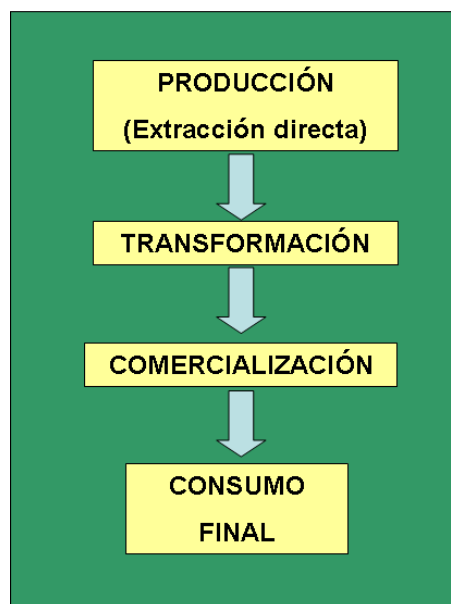 PRODUCCIÓN
(Extracción directa)
TRANSFORMACIÓN
COMERCIALIZACIÓN
CONSUMO
FINAL